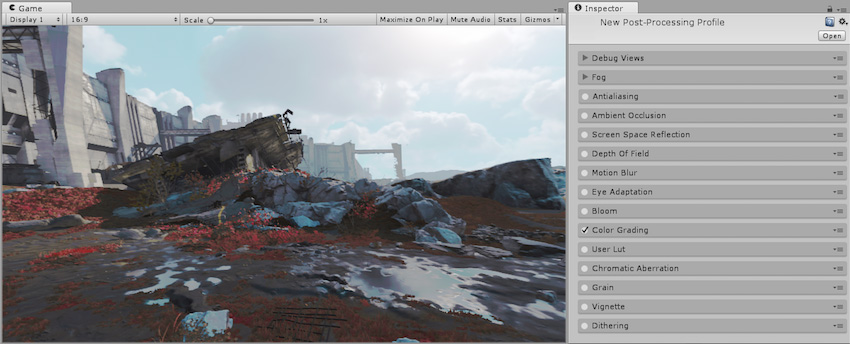 Game
Display 1
16:9
Scale
1x
Maximize On Play
Mute Audio
Stats
Gizmos
Inspector
New Post-Processing Profile
Open
Debug Views
Fog
Antialiasing
Ambient Occlusion
Screen Space Reflection
Depth Of Field
Motion Blur
Eye Adaptation
Bloom
Color Grading
User Lut
Chromatic Aberration
Grain
Vignette
Dithering